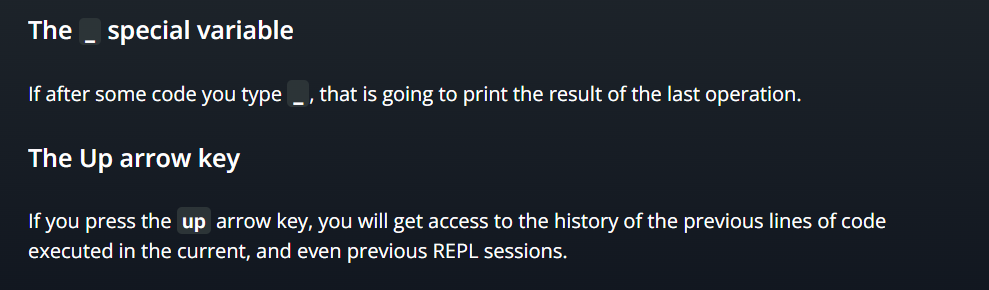 The _ special variable
If after some code you type _, that is going to print the result of the last operation.
The Up arrow key
If you press the up arrow key, you will get access to the history of the previous lines of code
executed in the current, and even previous REPL sessions.